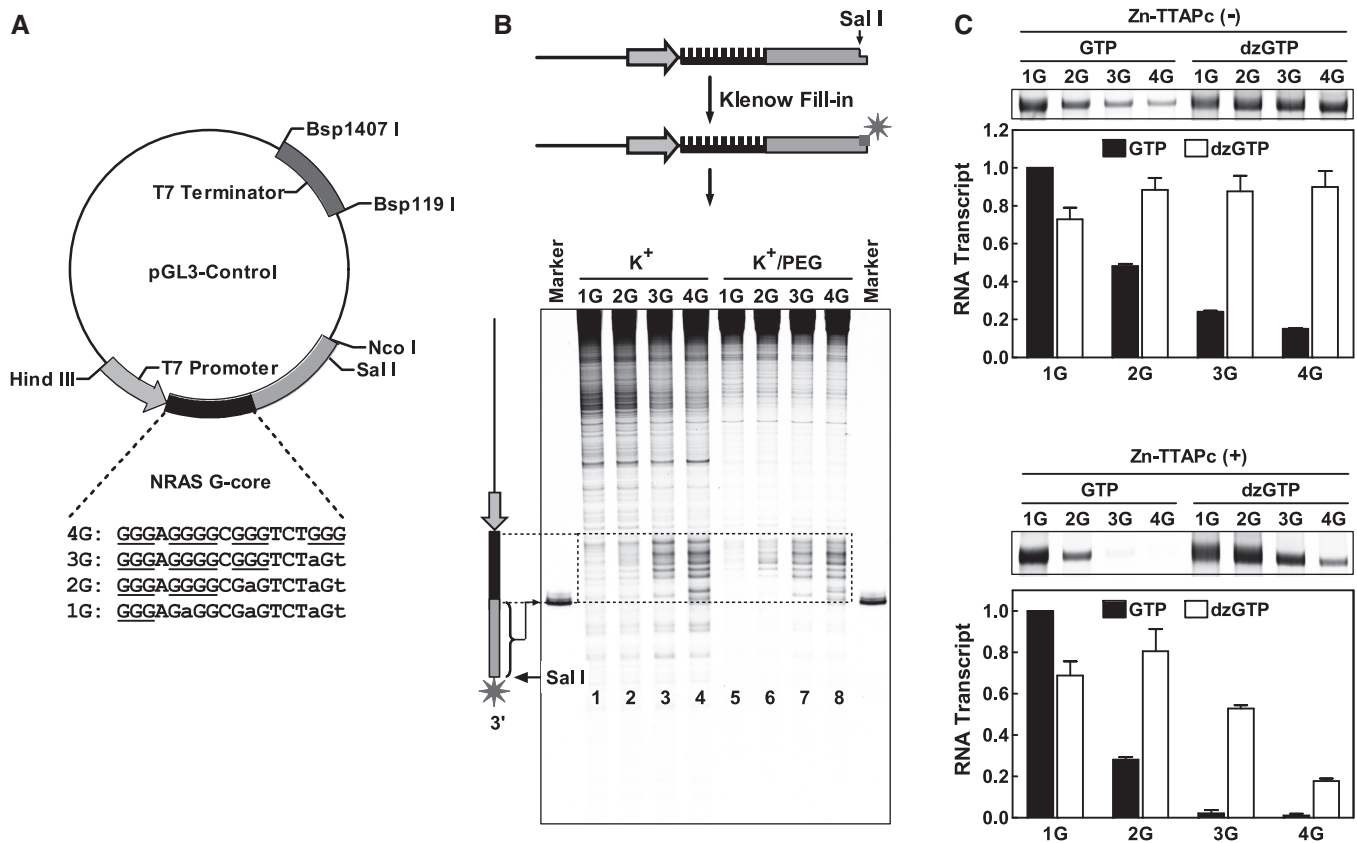 A
Bsp1407 I
T7 Terminator
Bsp119 I
pGL3-Control
Nco I
Sal I
T7 Promoter
Hind III
NRAS G-core
4G: GGGAGGGGCGGGTCTGGG
3G: GGGAGGGGCGGGTCTaGt
2G: GGGAGGGGCGaGTCTaGt
1G: GGGAGaGGCGaGTCTaGt
B
Sal I
Klenow Fill-in
Marker K+ K+/PEG Marker
1G 2G 3G 4G 1G 2G 3G 4G
Sal I
3'
1 2 3 4 5 6 7 8
C
Zn-TTAPc (-)
GTP dzGTP
1G 2G 3G 4G 1G 2G 3G 4G
1.2
1.0
0.8
0.6
0.4
0.2
0.0
RNA Transcript
GTP dzGTP
1G 2G 3G 4G
Zn-TTAPc (+)
GTP dzGTP
1G 2G 3G 4G 1G 2G 3G 4G
1.0
0.8
0.6
0.4
0.2
0.0
RNA Transcript
GTP dzGTP
1G 2G 3G 4G